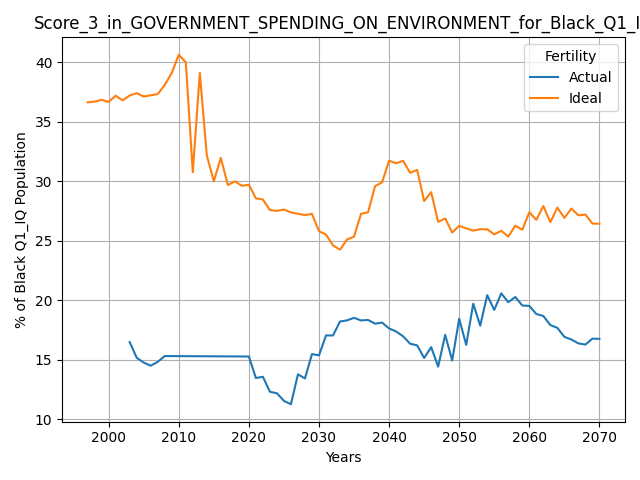 Score_3_in_GOVERNMENT_SPENDING_ON_ENVIRONMENT_for_Black_Q1_I
Fertility
Actual
Ideal
% of Black Q1_IQ Population
40
35
30
25
20
15
10
2000 2010 2020 2030 2040 2050 2060 2070
Years